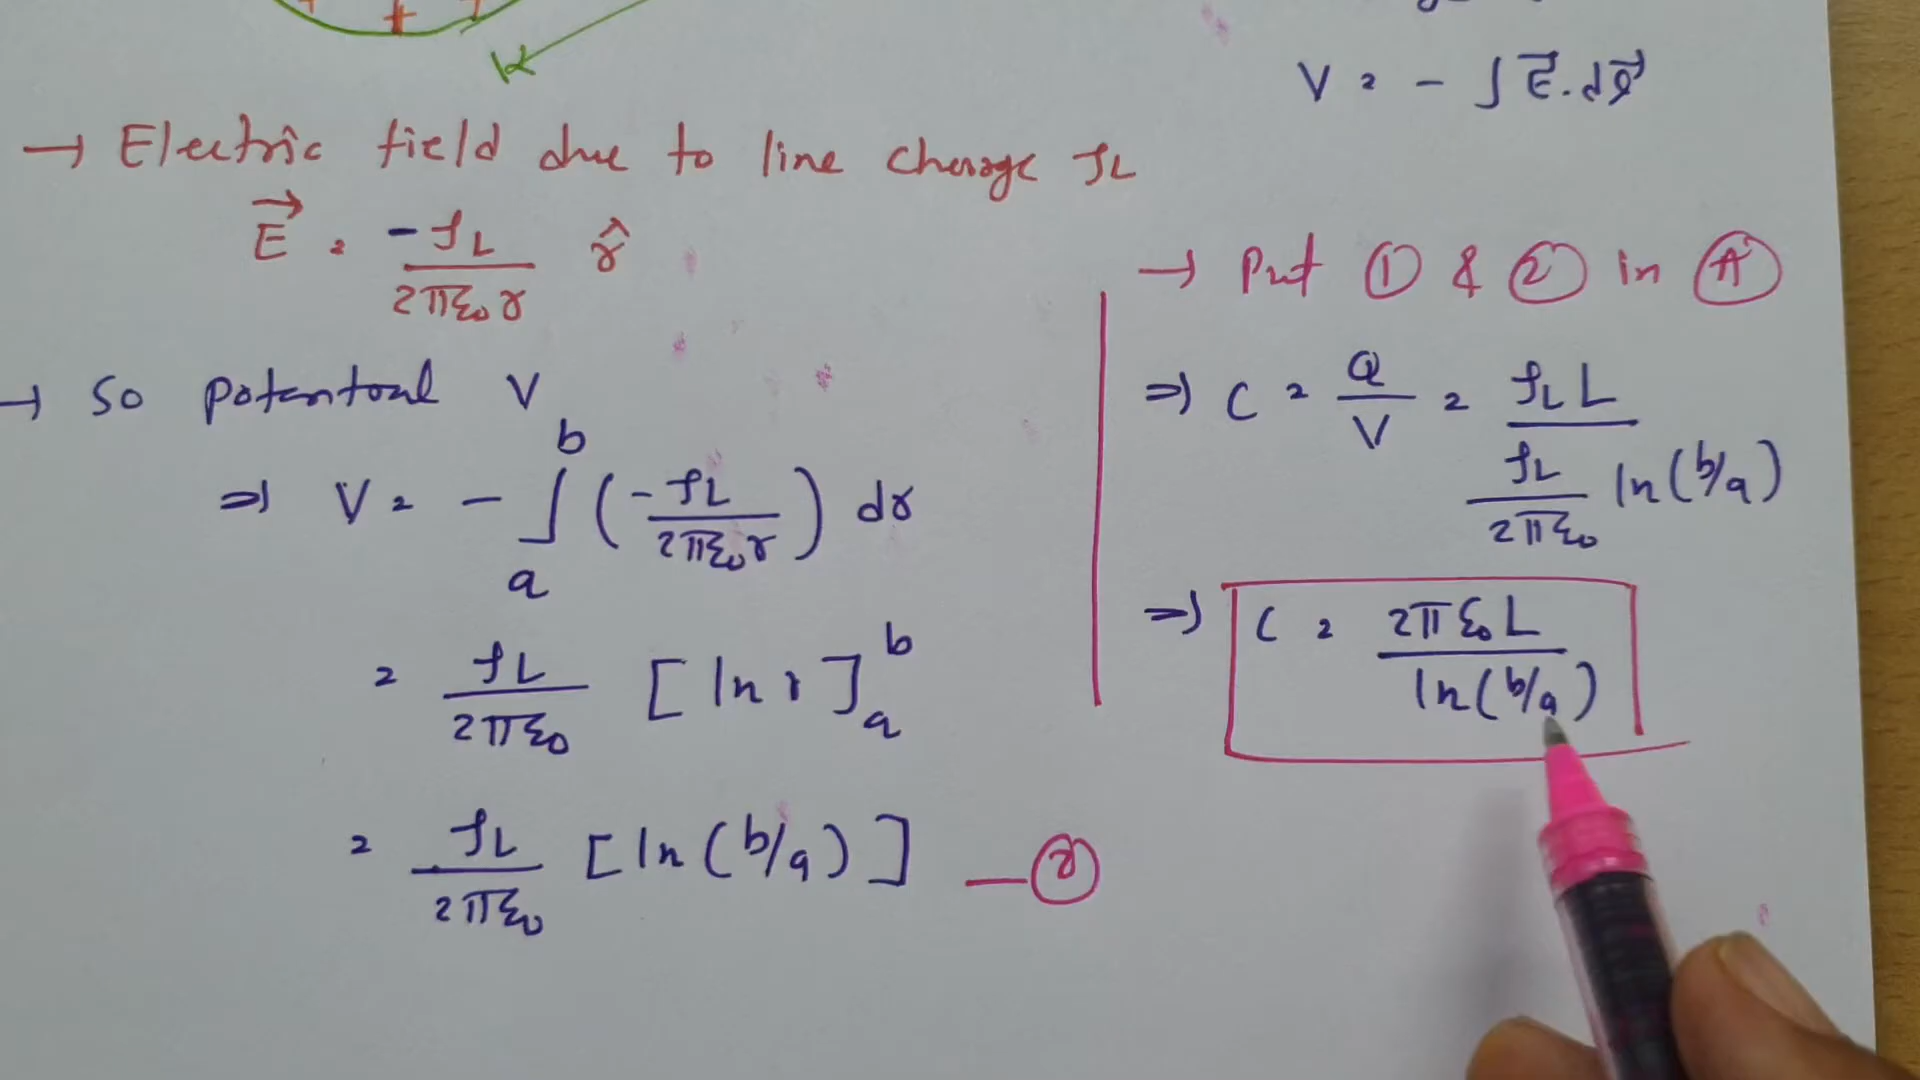 V = - ∫ E⃗ . dl⃗
→ Electric field due to line charge ρL
E⃗ = -ρL / 2πε0r r̂
→ So potential V
⇒ V = - ∫ₐᵇ ( -ρL / 2πε0r ) dr
= ρL / 2πε0 [ ln r ]ₐᵇ
= ρL / 2πε0 [ ln(b/a) ] — ②
→ Put ① & ② in Ⓐ
⇒ C = Q / V = ρL L / ρL / 2πε0 ln(b/a)
⇒ C = 2πε0L / ln(b/a)